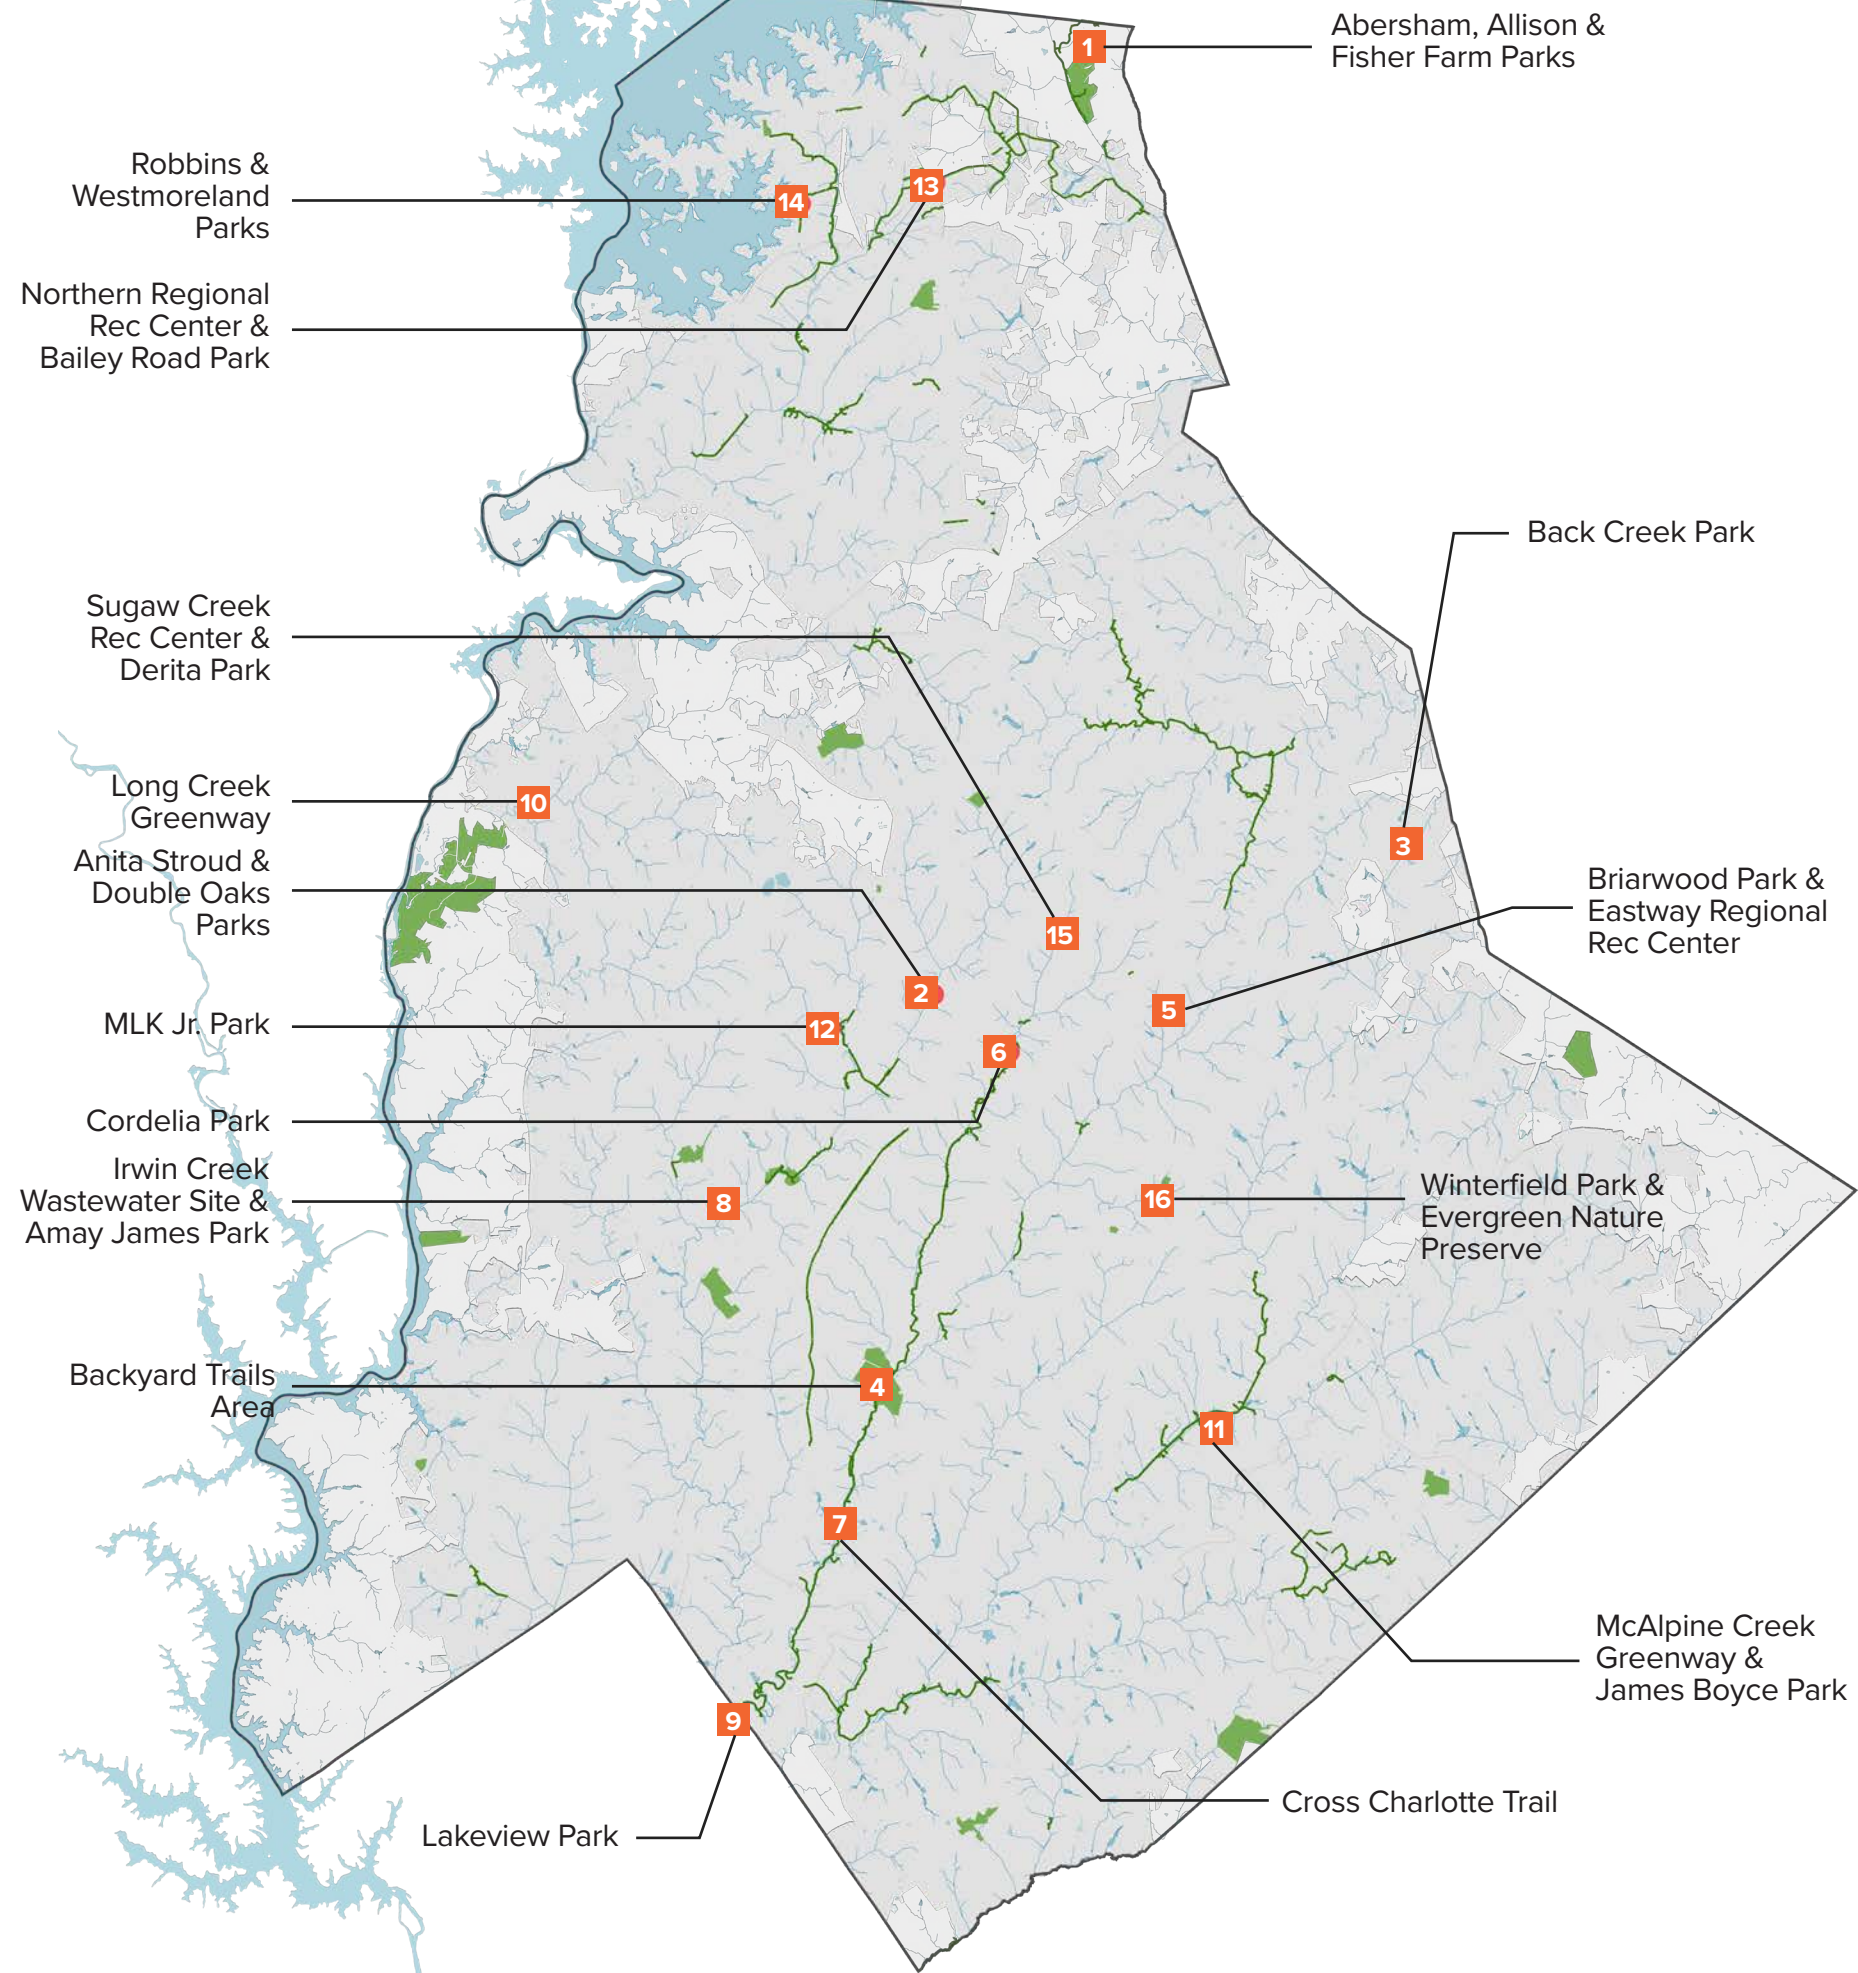 1
Abersham, Allison &
Fisher Farm Parks
Robbins &
Westmoreland
Parks
14
13
Northern Regional
Rec Center &
Bailey Road Park
Back Creek Park
Sugaw Creek
Rec Center &
Derita Park
Long Creek
Greenway
10
3
Anita Stroud &
Double Oaks
Parks
Briarwood Park &
Eastway Regional
Rec Center
15
2
5
MLK Jr. Park
12
6
Cordelia Park
Irwin Creek
Wastewater Site &
Amay James Park
8
16
Winterfield Park &
Evergreen Nature
Preserve
Backyard Trails
Area
4
11
7
McAlpine Creek
Greenway &
James Boyce Park
9
Cross Charlotte Trail
Lakeview Park